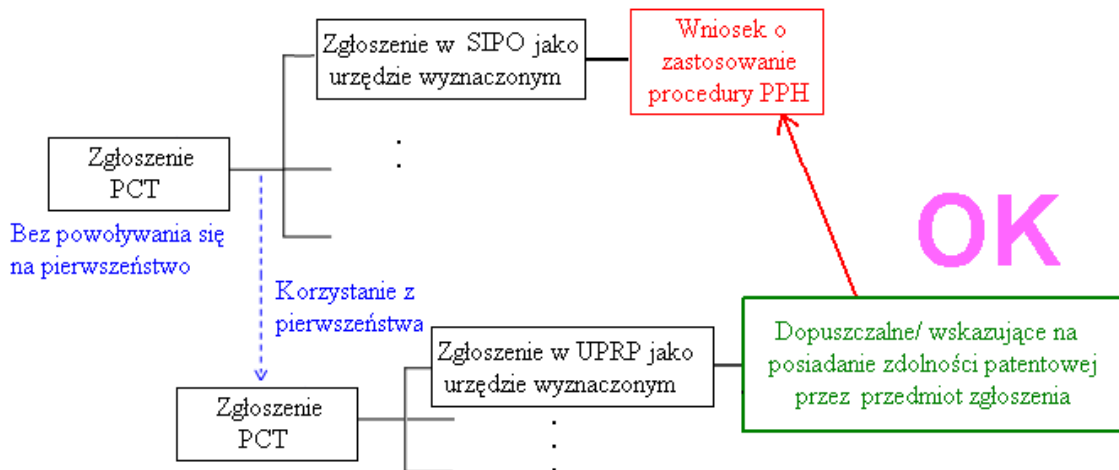 Zgłoszenie w SIPO jako
urzędzie wyznaczonym
Wniosek o
zastosowanie
procedury PPH
Zgłoszenie
PCT
Bez powoływania się
na pierwszeństwo
OK
Korzystanie z
pierwszeństwa
Zgłoszenie w UPRP jako
urzędzie wyznaczonym
Dopuszczalne/ wskazujące na
posiadanie zdolności patentowej
przez przedmiot zgłoszenia
Zgłoszenie
PCT